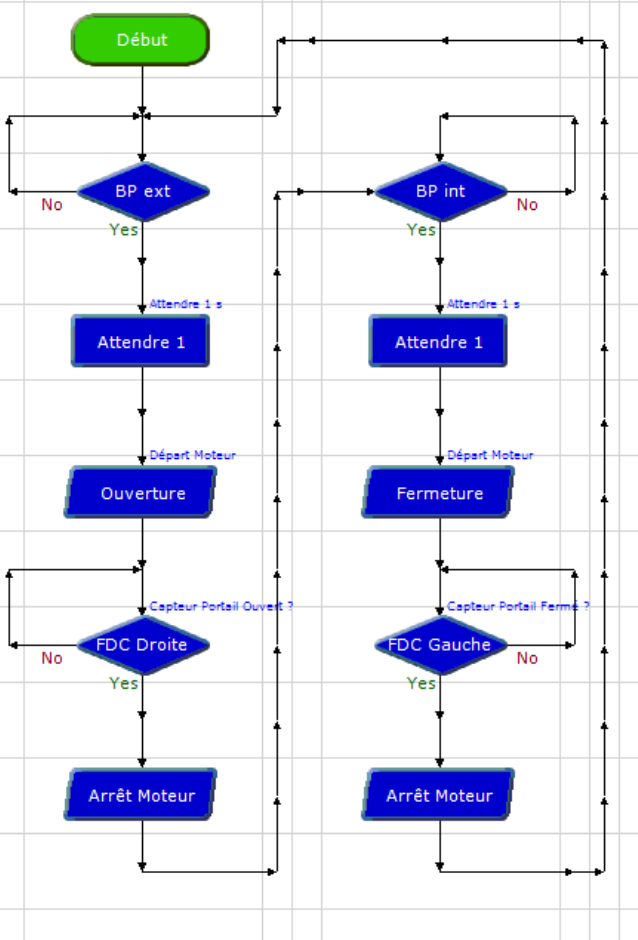 Début
BP ext
No
Yes
Attendre 1 s
Attendre 1
Départ Moteur
Ouverture
Capteur Portail Ouvert ?
FDC Droite
No
Yes
Arrêt Moteur
BP int
No
Yes
Attendre 1 s
Attendre 1
Départ Moteur
Fermeture
Capteur Portail Fermé ?
FDC Gauche
No
Yes
Arrêt Moteur